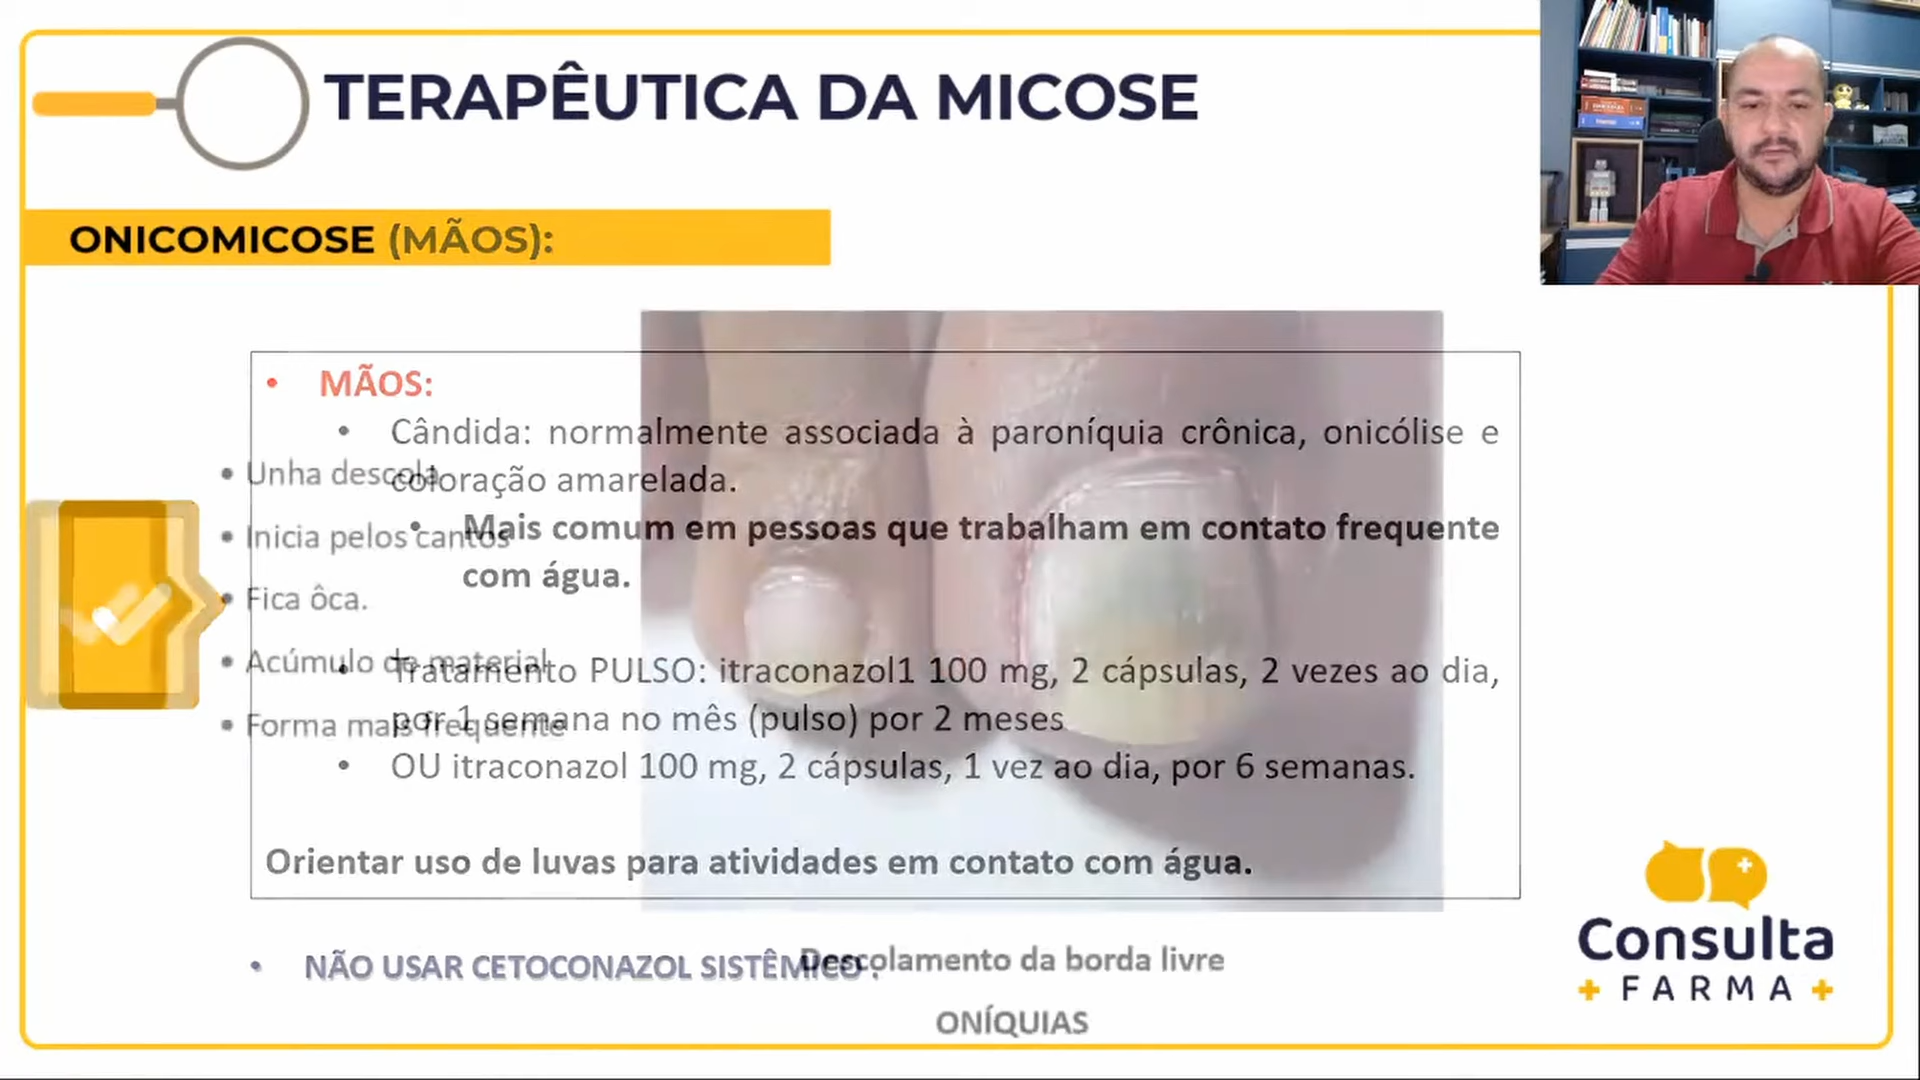 TERAPÊUTICA DA MICOSE
ONICOMICOSE (MÃOS):
• MÃOS:
• Cândida: normalmente associada à paroníquia crônica, onicólise e
coloração amarelada.
• Mais comum em pessoas que trabalham em contato frequente
com água.
• Tratamento PULSO: itraconazol1 100 mg, 2 cápsulas, 2 vezes ao dia,
por 1 semana no mês (pulso) por 2 meses
• OU itraconazol 100 mg, 2 cápsulas, 1 vez ao dia, por 6 semanas.
Orientar uso de luvas para atividades em contato com água.
• NÃO USAR CETOCONAZOL SISTÊMICO .
• Unha descola
• Inicia pelos cantos
• Fica ôca.
• Acúmulo de material
• Forma mais frequente
Descolamento da borda livre
ONÍQUIAS
Consulta
FARMA